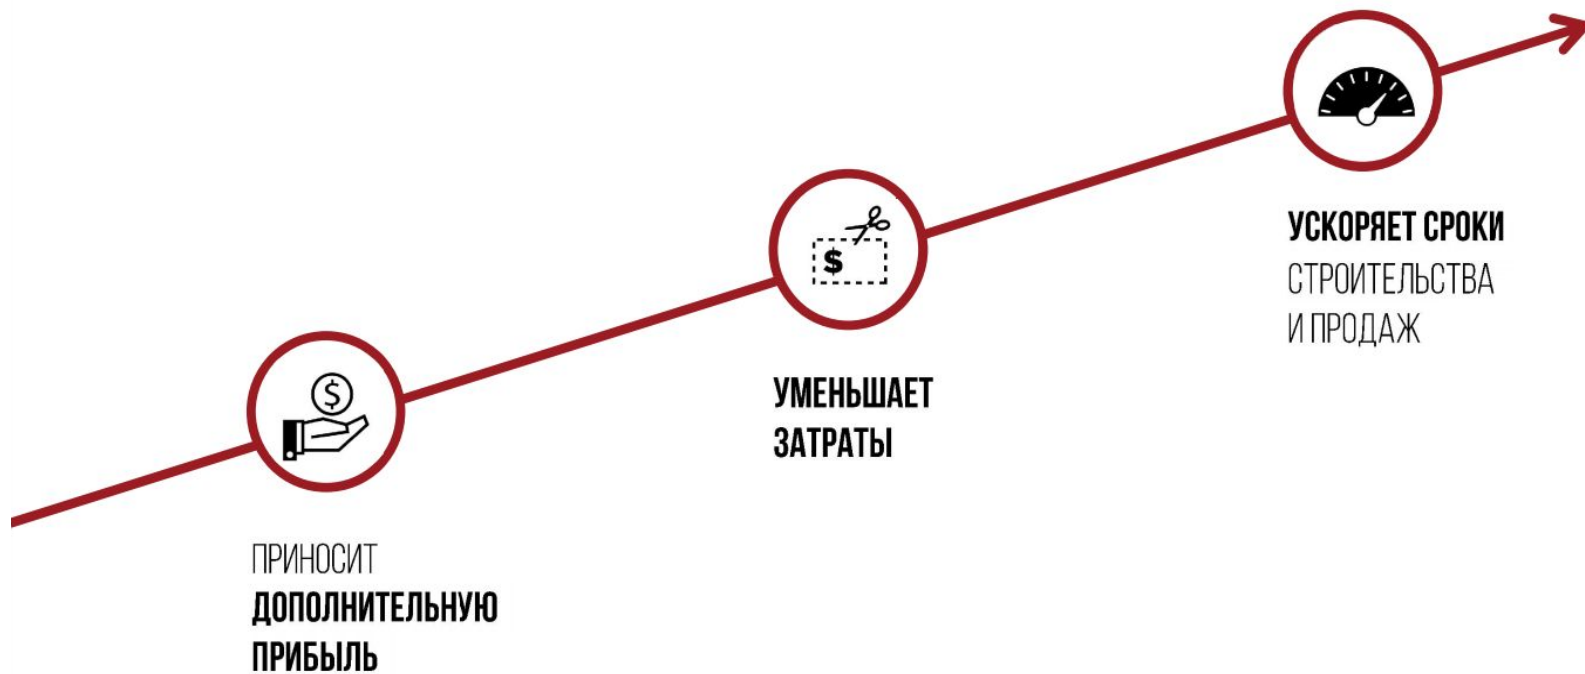 ПРИНОСИТ
ДОПОЛНИТЕЛЬНУЮ
ПРИБЫЛЬ
$
УМЕНЬШАЕТ
ЗАТРАТЫ
$
УСКОРЯЕТ СРОКИ
СТРОИТЕЛЬСТВА
И ПРОДАЖ